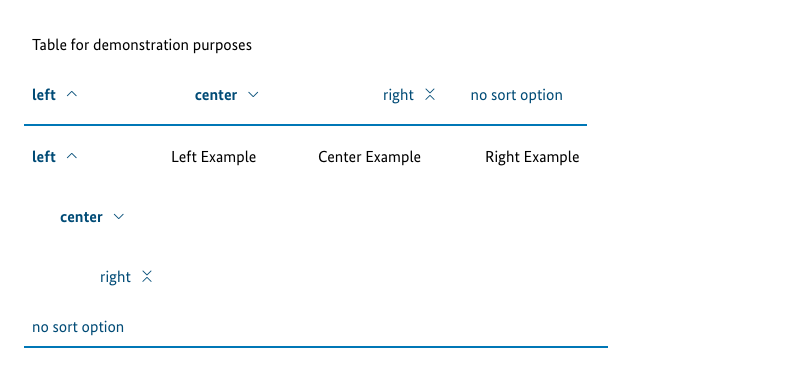 Table for demonstration purposes
left center right no sort option
left Left Example Center Example Right Example
center
right
no sort option